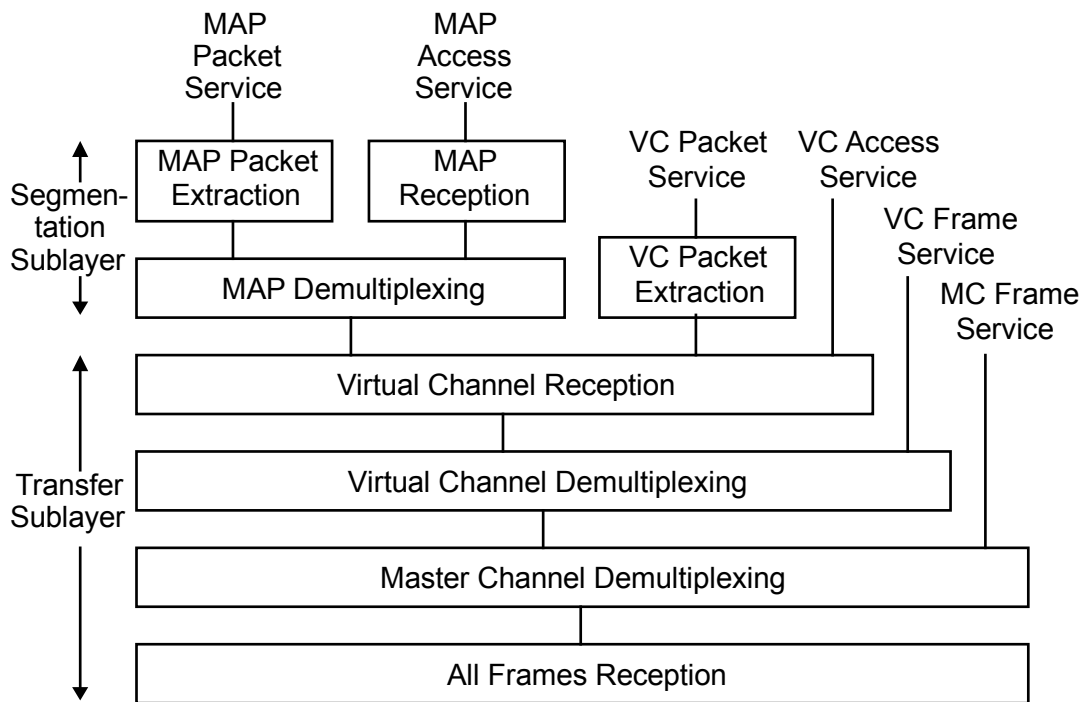 MAP
Packet
Service
MAP
Access
Service
MAP Packet
Extraction
MAP
Reception
VC Packet
Service
VC Access
Service
Segmen-
tation
Sublayer
VC Frame
Service
MAP Demultiplexing
VC Packet
Extraction
MC Frame
Service
Virtual Channel Reception
Virtual Channel Demultiplexing
Transfer
Sublayer
Master Channel Demultiplexing
All Frames Reception